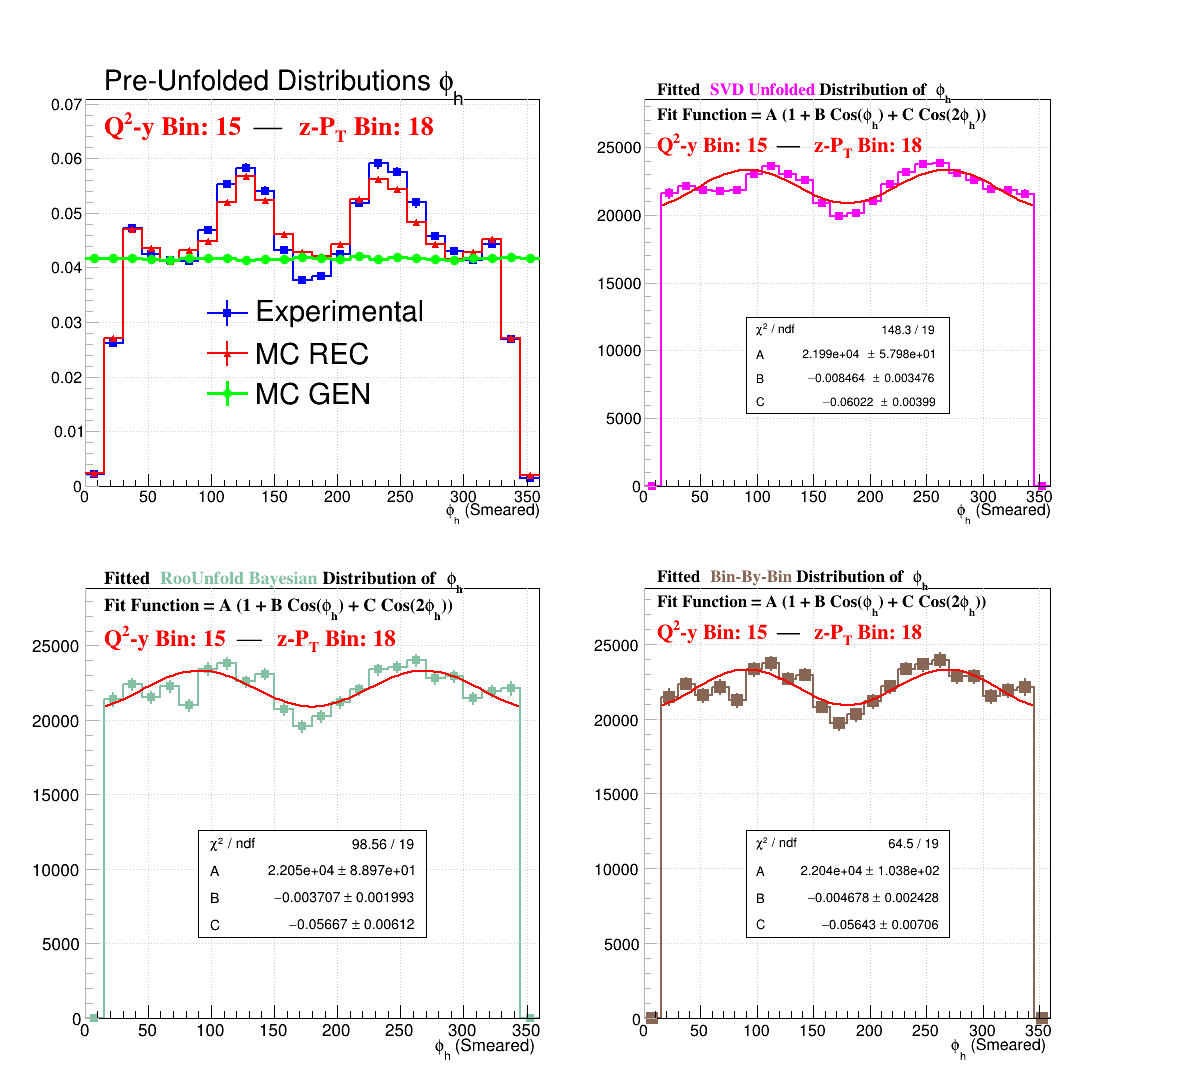 Pre-Unfolded Distributions ϕh
Q²-y Bin: 15 — z-PT Bin: 18
0.07
0.06
0.05
0.04
0.03
0.02
0.01
0
Experimental
MC REC
MC GEN
0 50 100 150 200 250 300 350
ϕh (Smeared)
Fitted SVD Unfolded Distribution of ϕh
Fit Function = A (1 + B Cos(ϕh) + C Cos(2ϕh))
Q²-y Bin: 15 — z-PT Bin: 18
25000
20000
15000
10000
5000
0
χ² / ndf 148.3 / 19
A 2.199e+04 ± 5.798e+01
B −0.008464 ± 0.003476
C −0.06022 ± 0.00399
0 50 100 150 200 250 300 350
ϕh (Smeared)
Fitted RooUnfold Bayesian Distribution of ϕh
Fit Function = A (1 + B Cos(ϕh) + C Cos(2ϕh))
Q²-y Bin: 15 — z-PT Bin: 18
25000
20000
15000
10000
5000
0
χ² / ndf 98.56 / 19
A 2.205e+04 ± 8.897e+01
B −0.003707 ± 0.001993
C −0.05667 ± 0.00612
0 50 100 150 200 250 300 350
ϕh (Smeared)
Fitted Bin-By-Bin Distribution of ϕh
Fit Function = A (1 + B Cos(ϕh) + C Cos(2ϕh))
Q²-y Bin: 15 — z-PT Bin: 18
25000
20000
15000
10000
5000
0
χ² / ndf 64.5 / 19
A 2.204e+04 ± 1.038e+02
B −0.004678 ± 0.002428
C −0.05643 ± 0.00706
0 50 100 150 200 250 300 350
ϕh (Smeared)